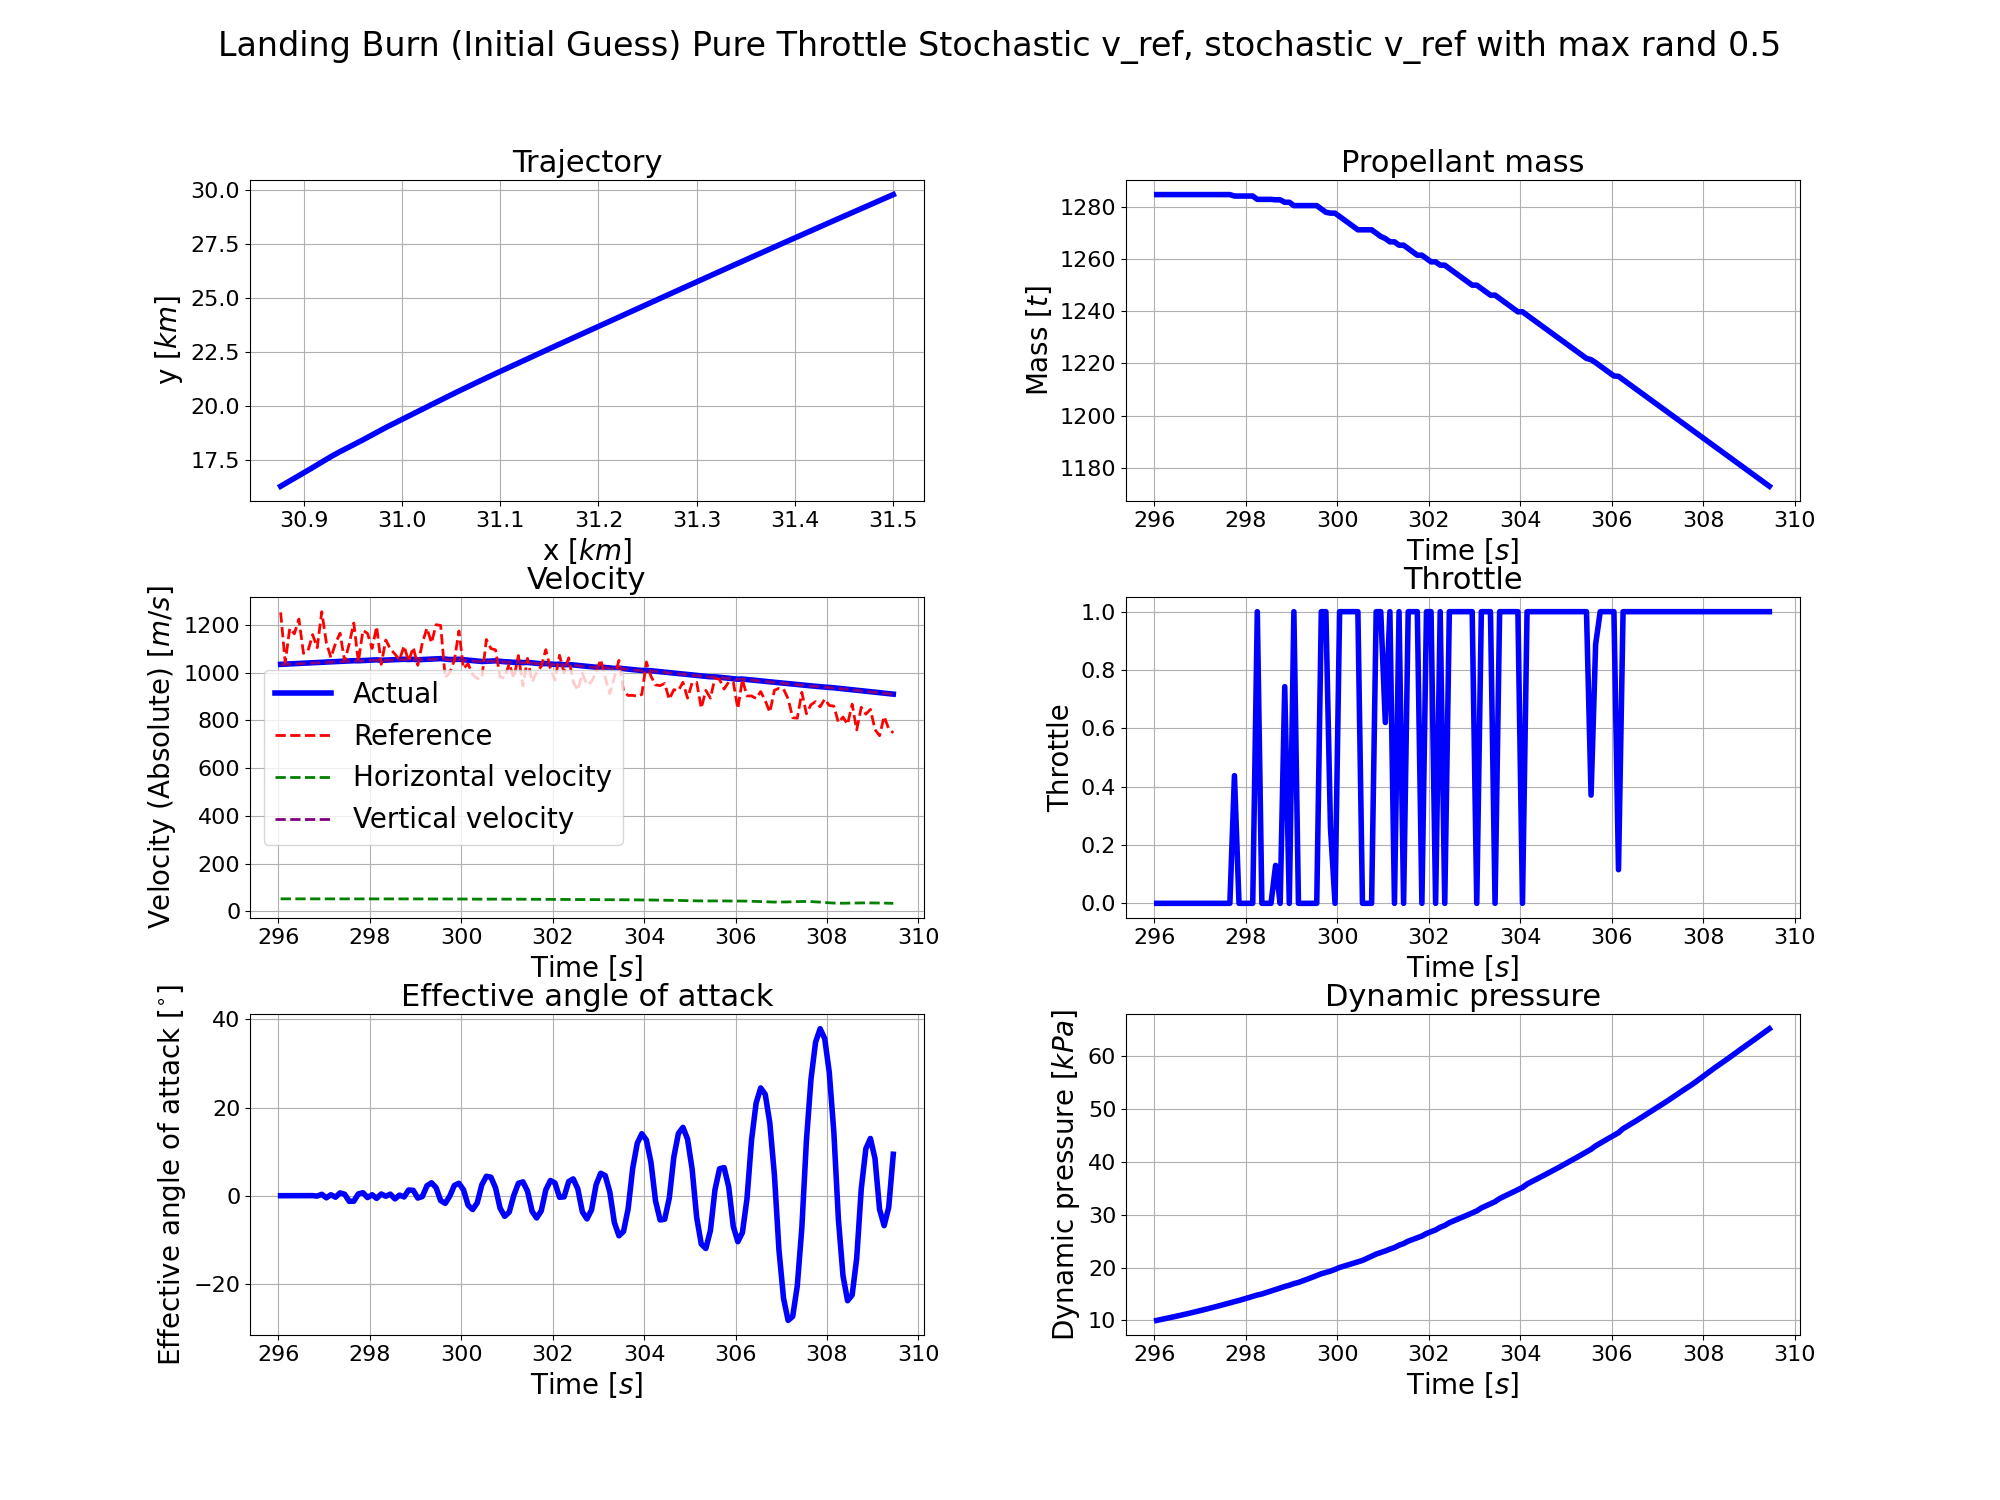 Landing Burn (Initial Guess) Pure Throttle Stochastic v_ref, stochastic v_ref with max rand 0.5
Trajectory
y [km]
30.0
27.5
25.0
22.5
20.0
17.5
30.9 31.0 31.1 31.2 31.3 31.4 31.5
x [km]
Propellant mass
Mass [t]
1280
1260
1240
1220
1200
1180
296 298 300 302 304 306 308 310
Time [s]
Velocity
Velocity (Absolute) [m/s]
1200
1000
800
600
400
200
0
Actual
Reference
Horizontal velocity
Vertical velocity
296 298 300 302 304 306 308 310
Time [s]
Throttle
Throttle
1.0
0.8
0.6
0.4
0.2
0.0
296 298 300 302 304 306 308 310
Time [s]
Effective angle of attack
Effective angle of attack [°]
40
20
0
−20
296 298 300 302 304 306 308 310
Time [s]
Dynamic pressure
Dynamic pressure [kPa]
60
50
40
30
20
10
296 298 300 302 304 306 308 310
Time [s]